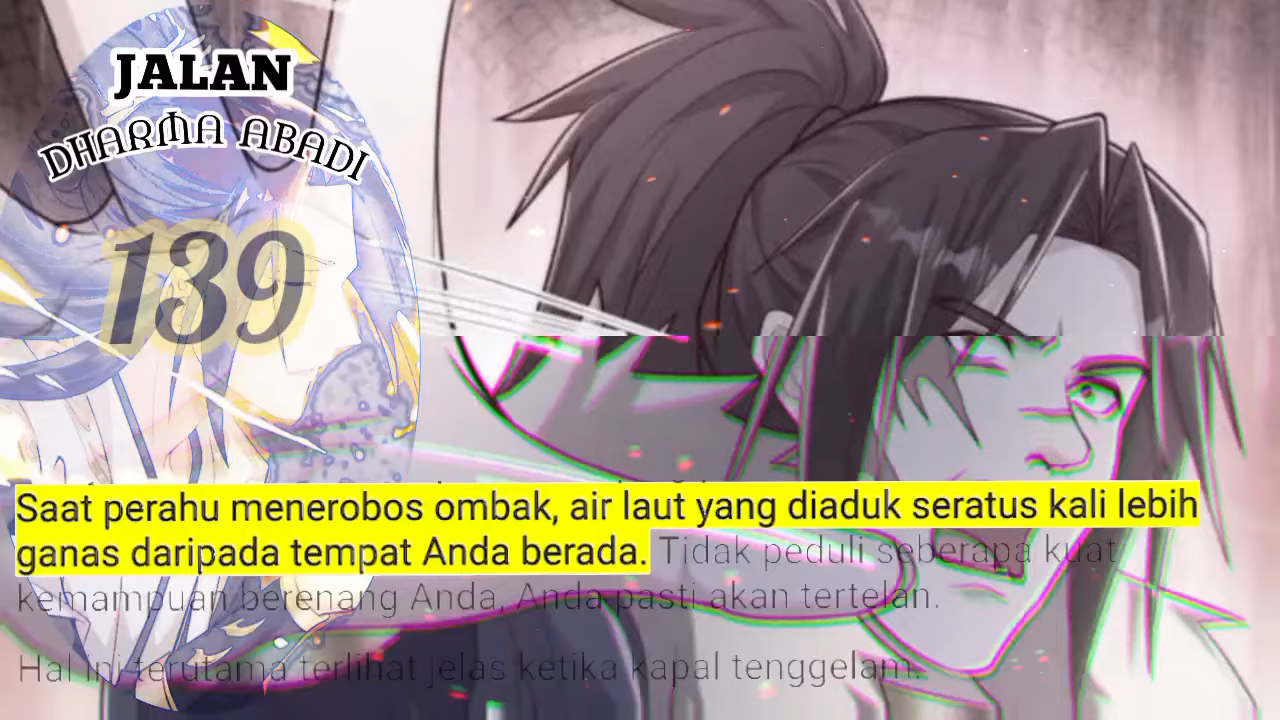 JALAN
DHARMA ABADI
139
Saat perahu menerobos ombak, air laut yang diaduk seratus kali lebih
ganas daripada tempat Anda berada. Tidak peduli seberapa kuat
kemampuan berenang Anda, Anda pasti akan tertelan.
Hal ini terutama terlihat jelas ketika kapal tenggelam.